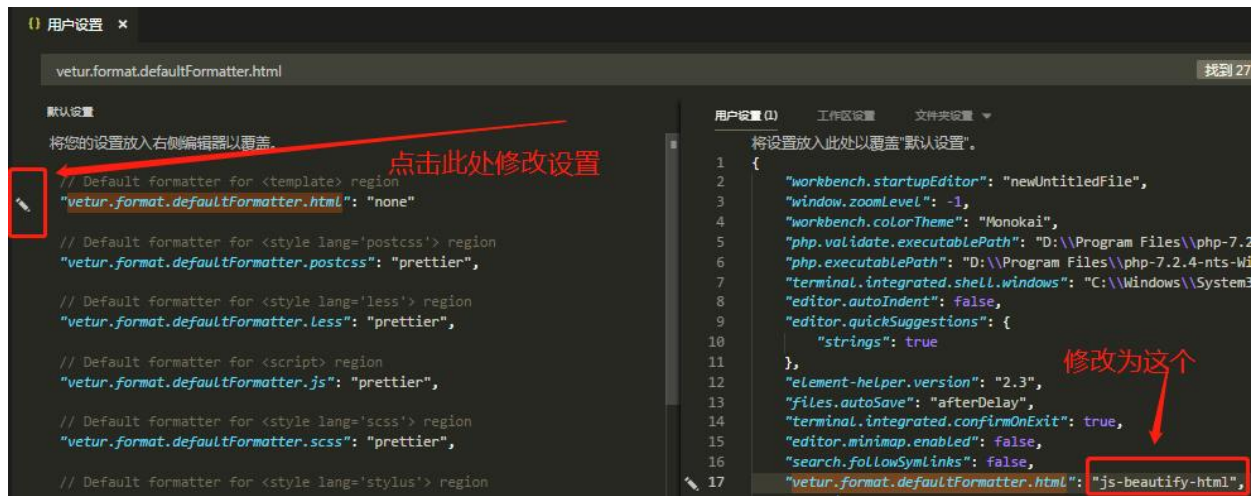 {} 用户设置 ×
vetur.format.defaultFormatter.html
找到 27
默认设置
将您的设置放入右侧编辑器以覆盖。
点击此处修改设置
// Default formatter for <template> region
"vetur.format.defaultFormatter.html": "none"
// Default formatter for <style lang='postcss'> region
"vetur.format.defaultFormatter.postcss": "prettier",
// Default formatter for <style lang='less'> region
"vetur.format.defaultFormatter.less": "prettier",
// Default formatter for <script> region
"vetur.format.defaultFormatter.js": "prettier",
// Default formatter for <style lang='scss'> region
"vetur.format.defaultFormatter.scss": "prettier",
// Default formatter for <style lang='stylus'> region
用户设置 (1) 工作区设置 文件夹设置
将设置放入此处以覆盖"默认设置"。
1 {
2 "workbench.startupEditor": "newUntitledFile",
3 "window.zoomLevel": -1,
4 "workbench.colorTheme": "Monokai",
5 "php.validate.executablePath": "D:\\Program Files\\php-7.2
6 "php.executablePath": "D:\\Program Files\\php-7.2.4-nts-Wi
7 "terminal.integrated.shell.windows": "C:\\Windows\\System3
8 "editor.autoIndent": false,
9 "editor.quickSuggestions": {
10 "strings": true
11 },
修改为这个
12 "element-helper.version": "2.3",
13 "files.autoSave": "afterDelay",
14 "terminal.integrated.confirmOnExit": true,
15 "editor.minimap.enabled": false,
16 "search.followSymlinks": false,
17 "vetur.format.defaultFormatter.html": "js-beautify-html",